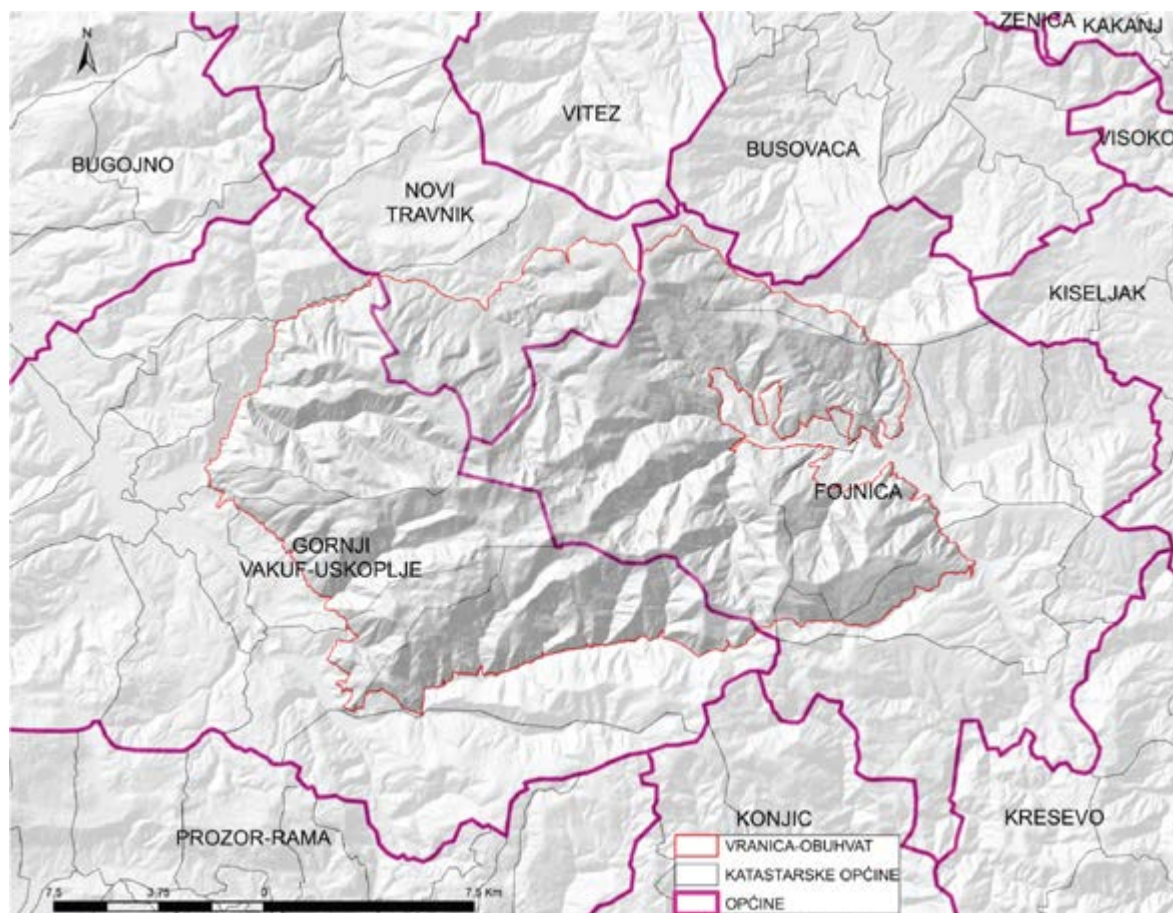 N
ZENICA
KAKANJ
VITEZ
BUSOVACA
VISOKO
BUGOJNO
NOVI
TRAVNIK
KISELJAK
FOJNICA
GORNJI
VAKUF-USKOPLJE
PROZOR-RAMA
KONJIC
KRESEVO
VRANICA-OBUHVAT
KATASTARSKE OPĆINE
OPĆINE
7.5 3.75 0 7.5 Km